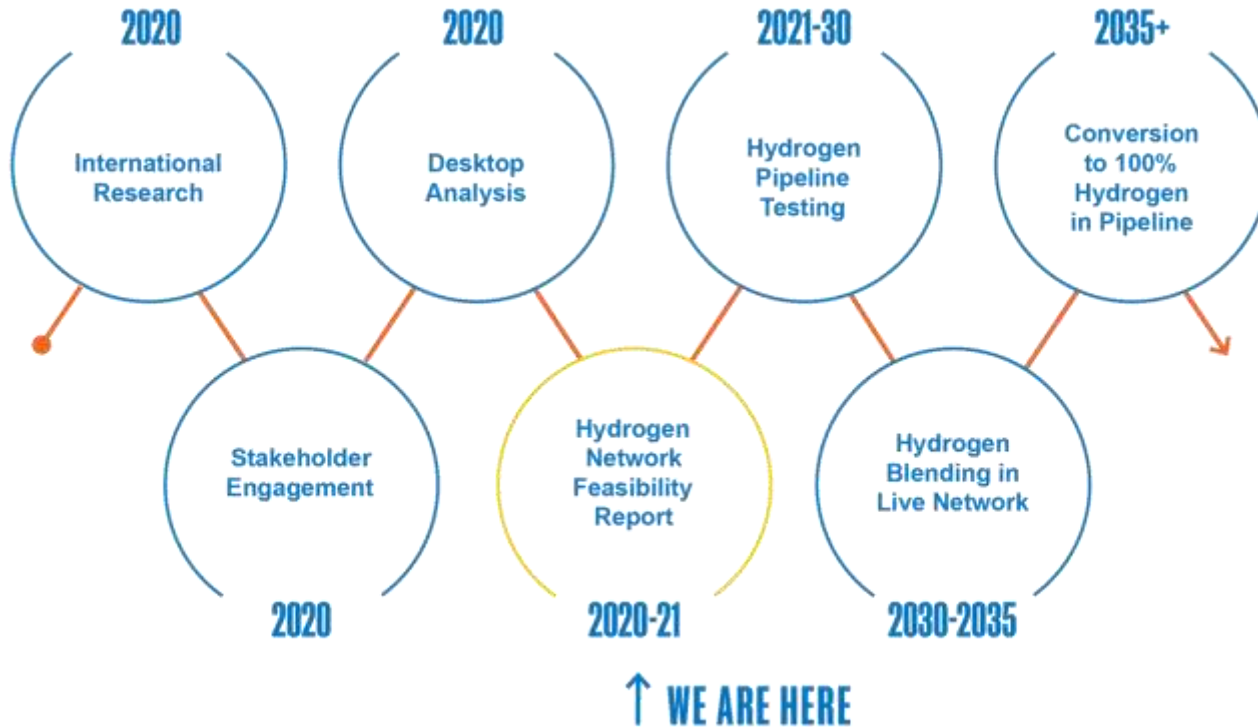 2020
International
Research
Stakeholder
Engagement
2020
2020
Desktop
Analysis
Hydrogen
Network
Feasibility
Report
2020-21
↑ WE ARE HERE
2021-30
Hydrogen
Pipeline
Testing
Hydrogen
Blending in
Live Network
2030-2035
2035+
Conversion
to 100%
Hydrogen
in Pipeline